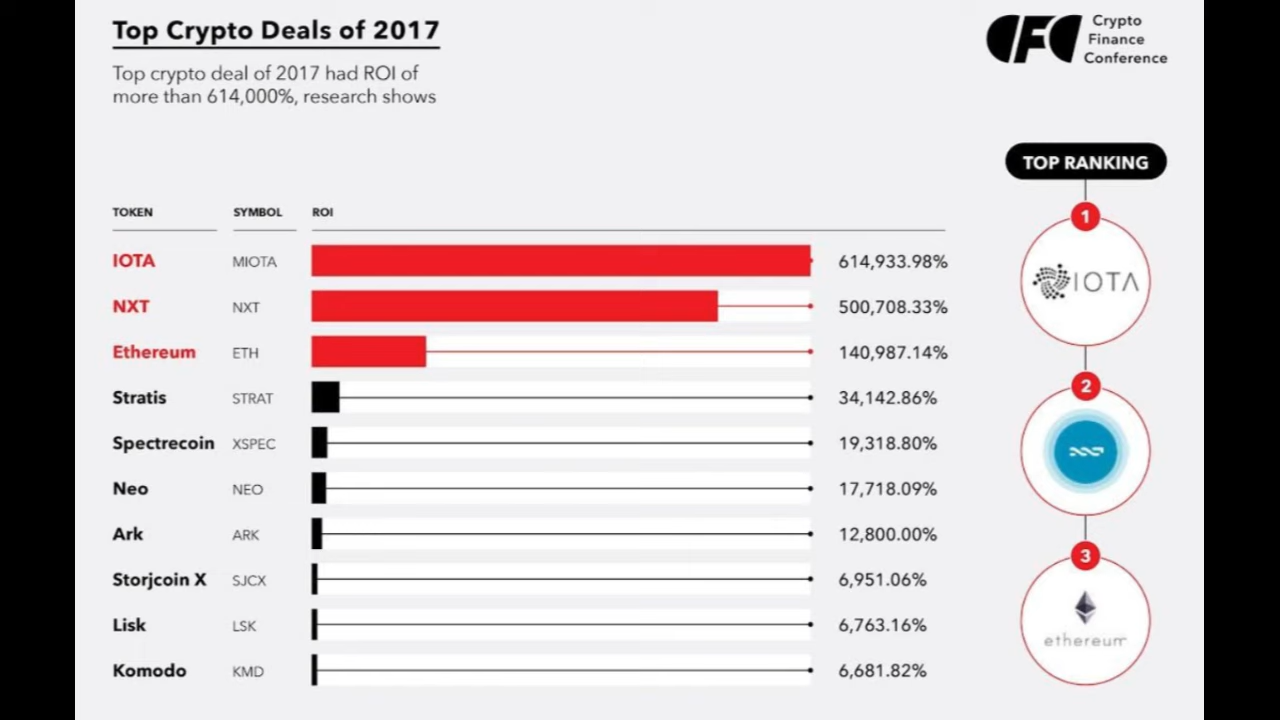 Top Crypto Deals of 2017
Top crypto deal of 2017 had ROI of
more than 614,000%, research shows
CFC
Crypto
Finance
Conference
TOKEN SYMBOL ROI
IOTA MIOTA 614,933.98%
NXT NXT 500,708.33%
Ethereum ETH 140,987.14%
Stratis STRAT 34,142.86%
Spectrecoin XSPEC 19,318.80%
Neo NEO 17,718.09%
Ark ARK 12,800.00%
Storjcoin X SJCX 6,951.06%
Lisk LSK 6,763.16%
Komodo KMD 6,681.82%
TOP RANKING
1
IOTA
2
3
ethereum